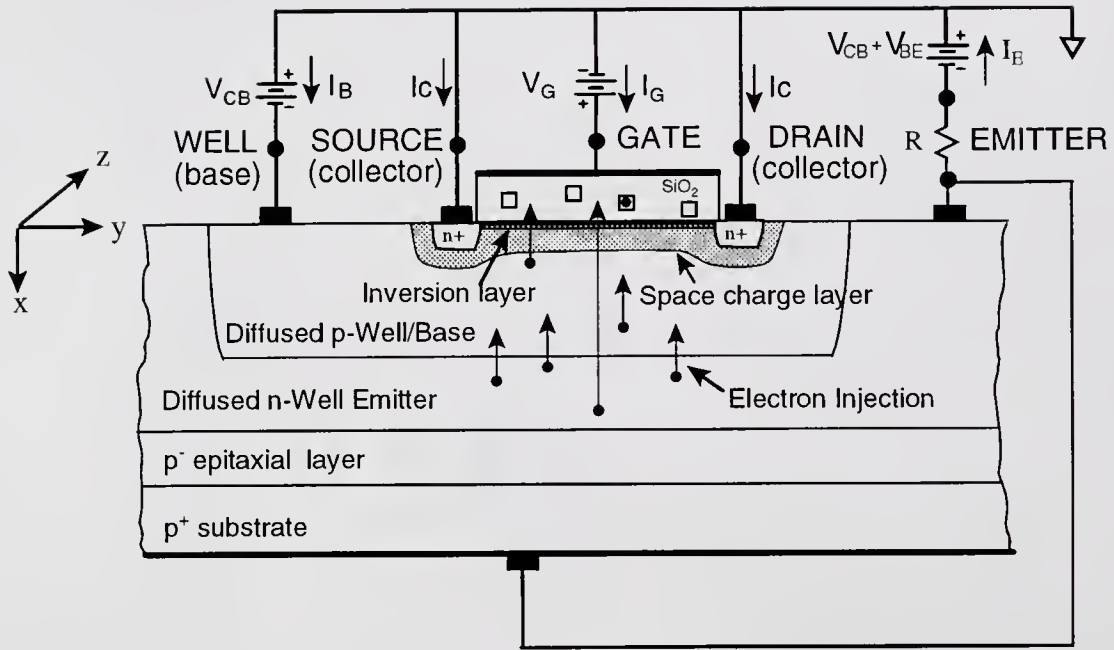 V_CB + V_BE
+
-
I_E
V_CB
+
-
I_B
Ic
V_G
-
+
I_G
Ic
WELL
(base)
SOURCE
(collector)
GATE
DRAIN
(collector)
R
EMITTER
z
y
x
SiO₂
n+
n+
Inversion layer
Space charge layer
Diffused p-Well/Base
Diffused n-Well Emitter
Electron Injection
p⁻ epitaxial layer
p⁺ substrate